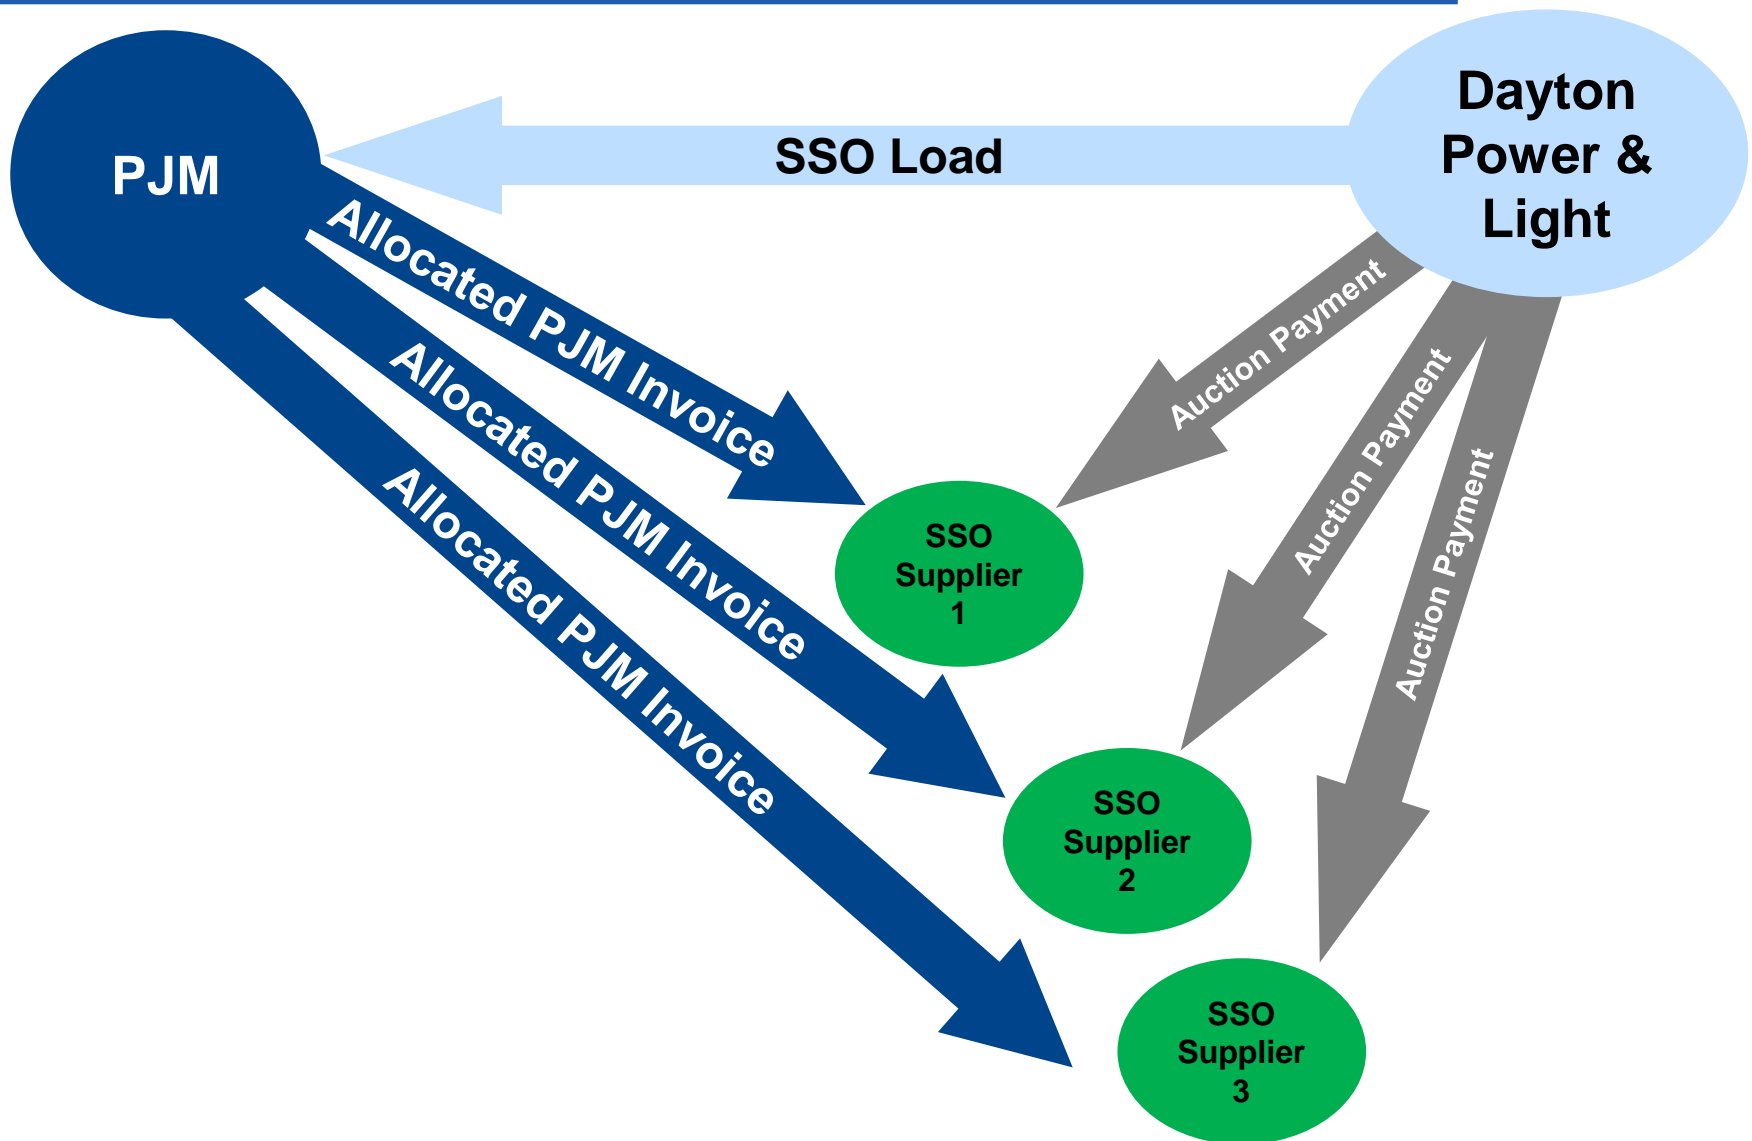 PJM
SSO Load
Dayton
Power &
Light
Allocated PJM Invoice
Allocated PJM Invoice
Allocated PJM Invoice
Auction Payment
Auction Payment
Auction Payment
SSO
Supplier
1
SSO
Supplier
2
SSO
Supplier
3